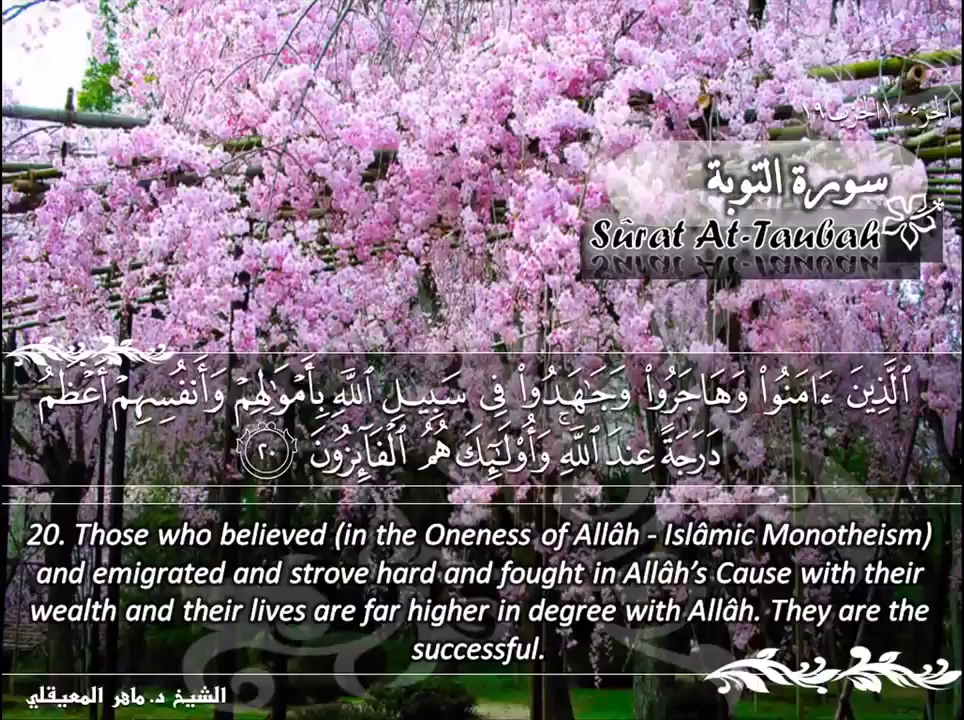 الجزء ١٠ الحزب ١٩
سورة التوبة
Sûrat At-Taubah
ٱلَّذِينَ ءَامَنُوا۟ وَهَاجَرُوا۟ وَجَٰهَدُوا۟ فِى سَبِيلِ ٱللَّهِ بِأَمْوَٰلِهِمْ وَأَنفُسِهِمْ أَعْظَمُ
دَرَجَةً عِندَ ٱللَّهِ ۚ وَأُو۟لَٰٓئِكَ هُمُ ٱلْفَآئِزُونَ ٢٠
20. Those who believed (in the Oneness of Allâh - Islâmic Monotheism)
and emigrated and strove hard and fought in Allâh’s Cause with their
wealth and their lives are far higher in degree with Allâh. They are the
successful.
الشيخ د. ماهر المعيقلي